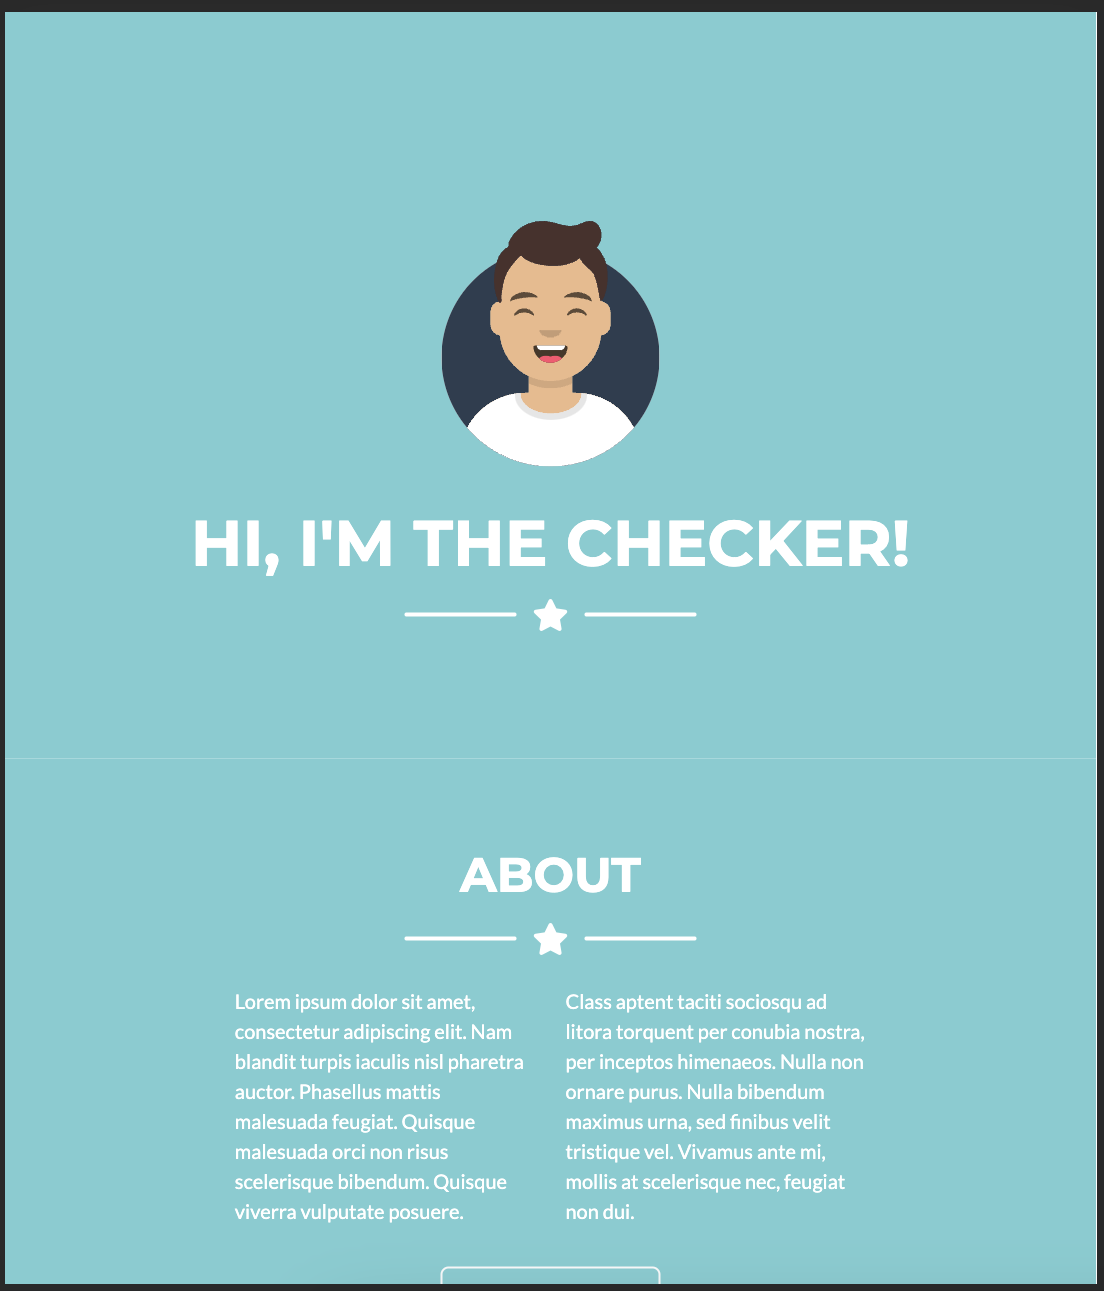 HI, I'M THE CHECKER!
ABOUT
Lorem ipsum dolor sit amet,
consectetur adipiscing elit. Nam
blandit turpis iaculis nisl pharetra
auctor. Phasellus mattis
malesuada feugiat. Quisque
malesuada orci non risus
scelerisque bibendum. Quisque
viverra vulputate posuere.
Class aptent taciti sociosqu ad
litora torquent per conubia nostra,
per inceptos himenaeos. Nulla non
ornare purus. Nulla bibendum
maximus urna, sed finibus velit
tristique vel. Vivamus ante mi,
mollis at scelerisque nec, feugiat
non dui.